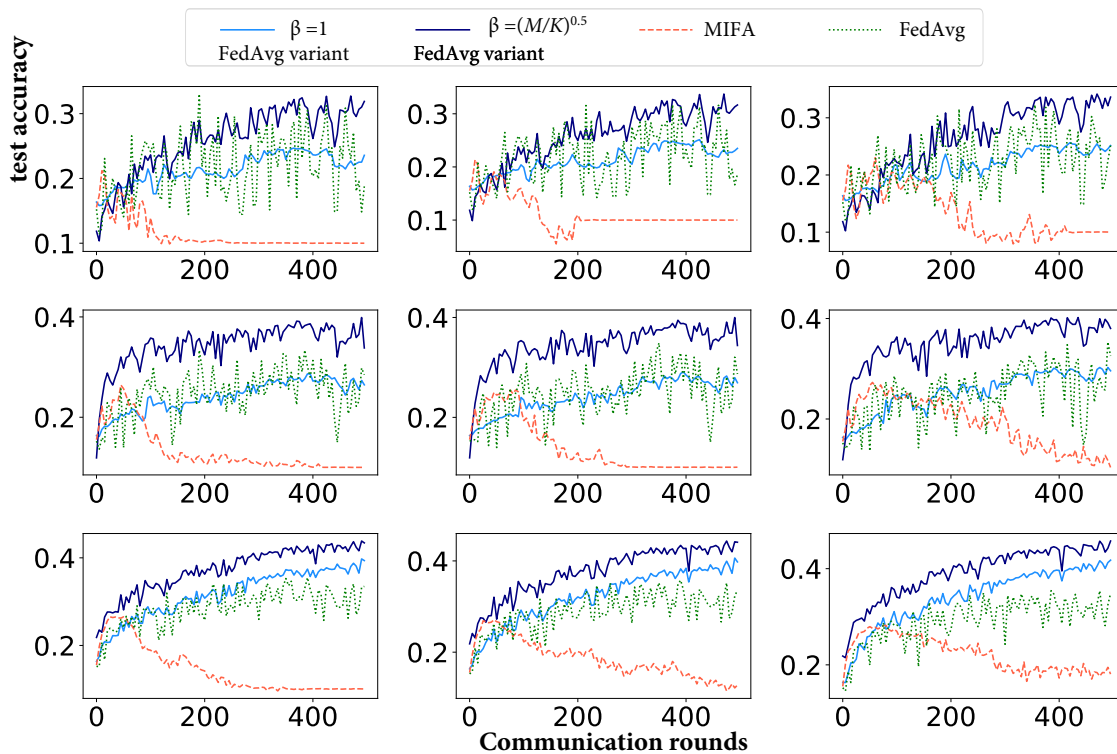 β =1 β =(M/K)^0.5 MIFA FedAvg
FedAvg variant FedAvg variant
test accuracy
0.3 0.3 0.3
0.2 0.2 0.2
0.1 0.1 0.1
0 200 400 0 200 400 0 200 400
0.4 0.4 0.4
0.2 0.2 0.2
0 200 400 0 200 400 0 200 400
0.4 0.4 0.4
0.2 0.2 0.2
0 200 400 0 200 400 0 200 400
Communication rounds